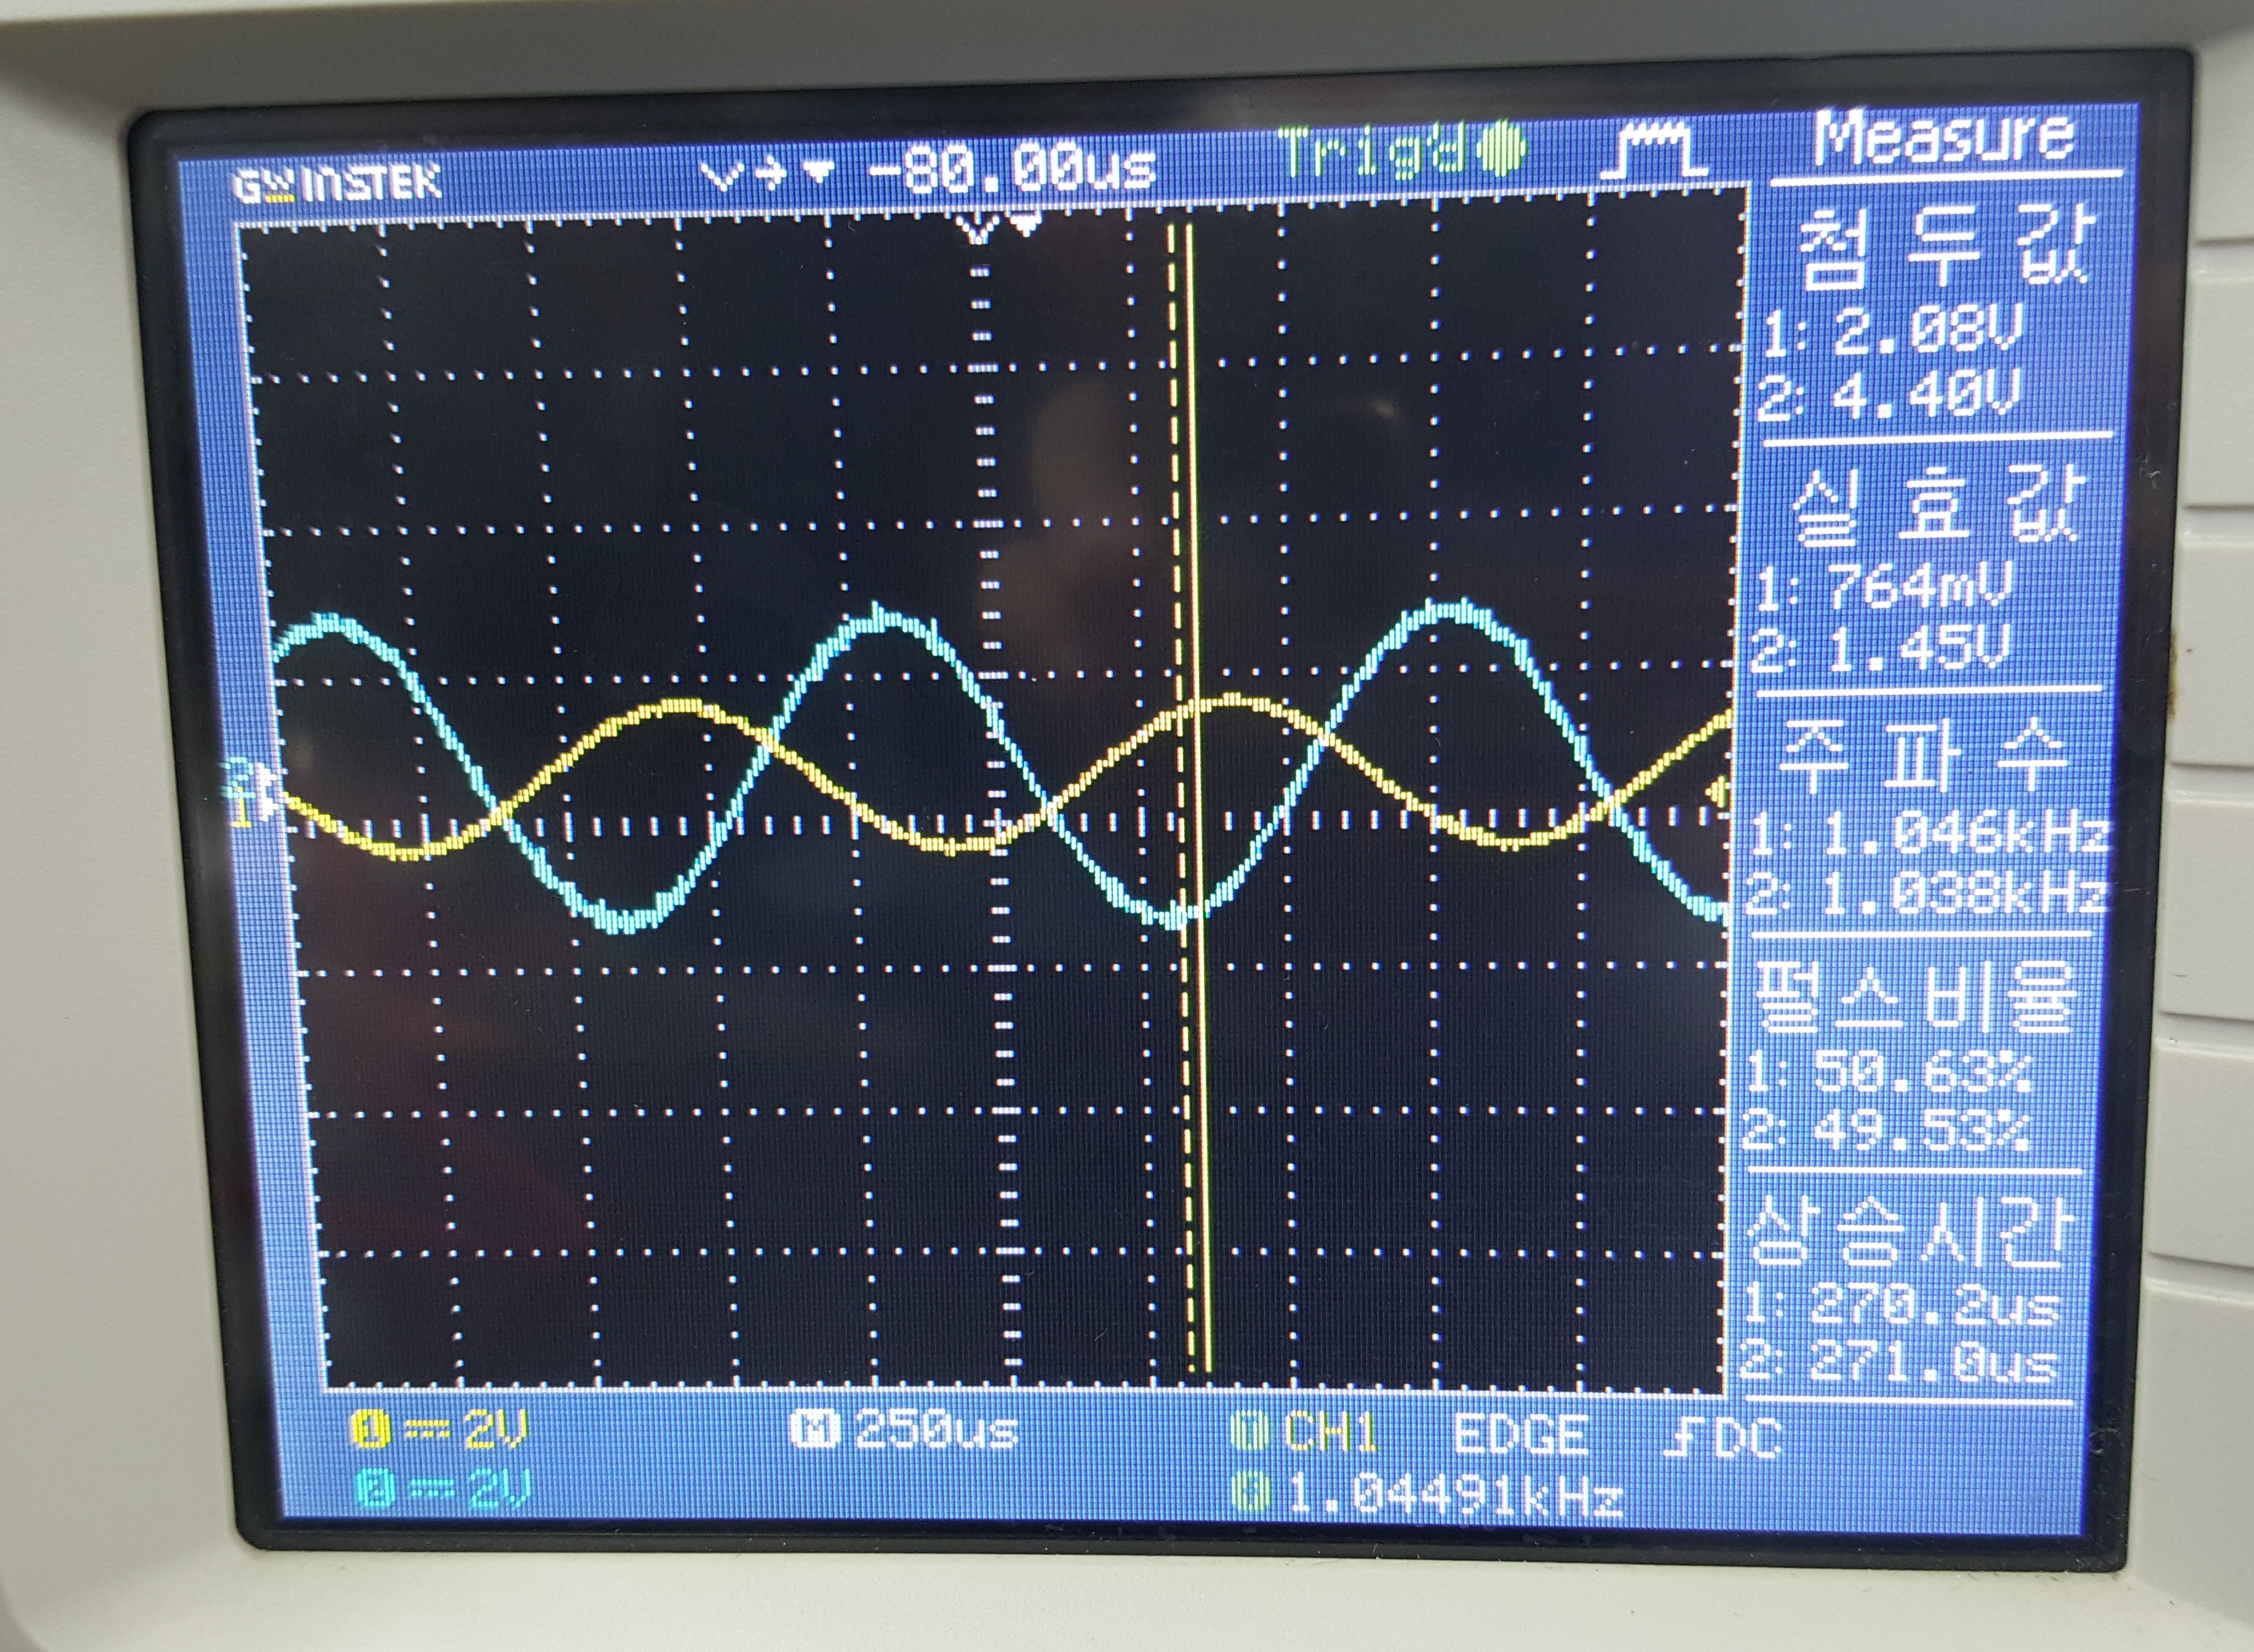 GWINSTEK -80.00us Trig'd
Measure
첨두값
1: 2.08V
2: 4.40V
실효값
1: 764mV
2: 1.45V
주파수
1: 1.046kHz
2: 1.038kHz
펄스비율
1: 50.63%
2: 49.53%
상승시간
1: 270.2us
2: 271.0us
2
1
1 2V M 250us T CH1 EDGE DC
2 2V 1.04491kHz